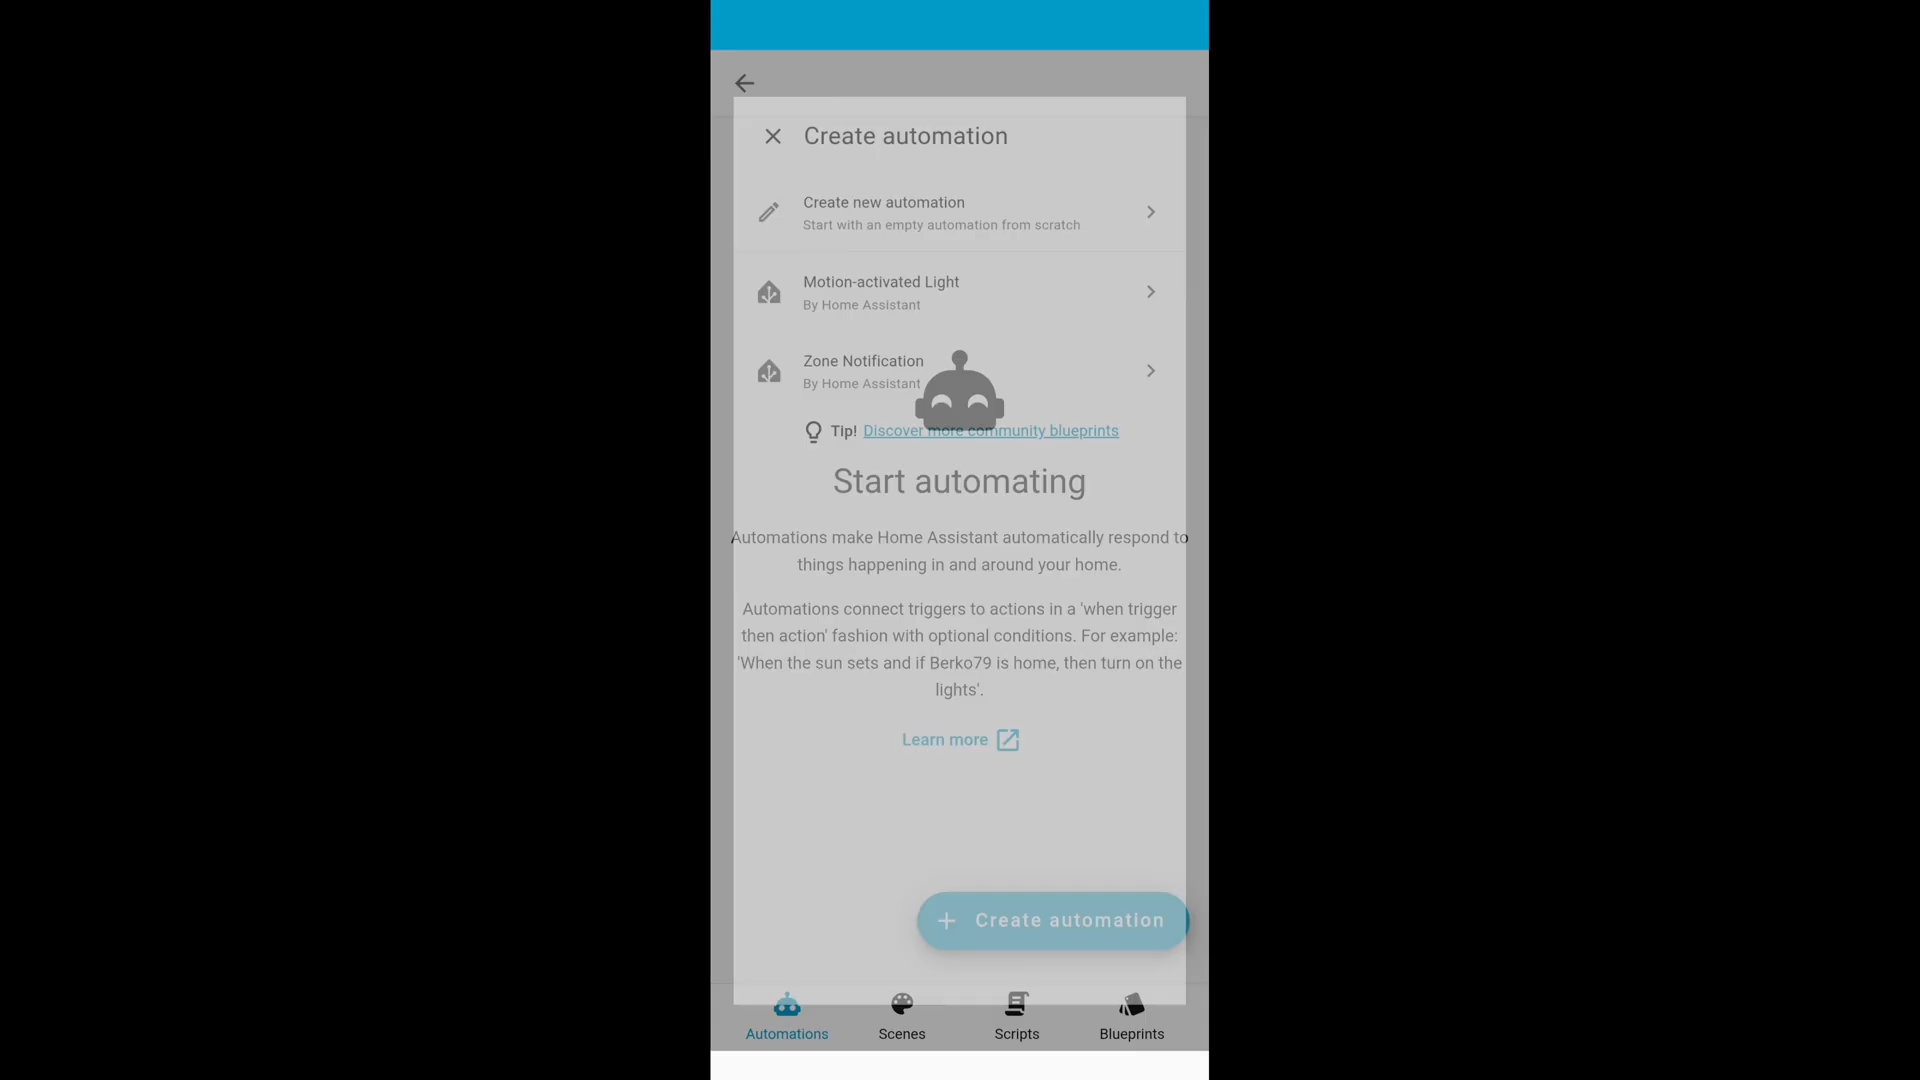 Create automation
Create new automation
Start with an empty automation from scratch
Motion-activated Light
By Home Assistant
Zone Notification
By Home Assistant
Tip! Discover more community blueprints
Start automating
Automations make Home Assistant automatically respond to
things happening in and around your home.
Automations connect triggers to actions in a 'when trigger
then action' fashion with optional conditions. For example:
'When the sun sets and if Berko79 is home, then turn on the
lights'.
Learn more
Create automation
Automations
Scenes
Scripts
Blueprints